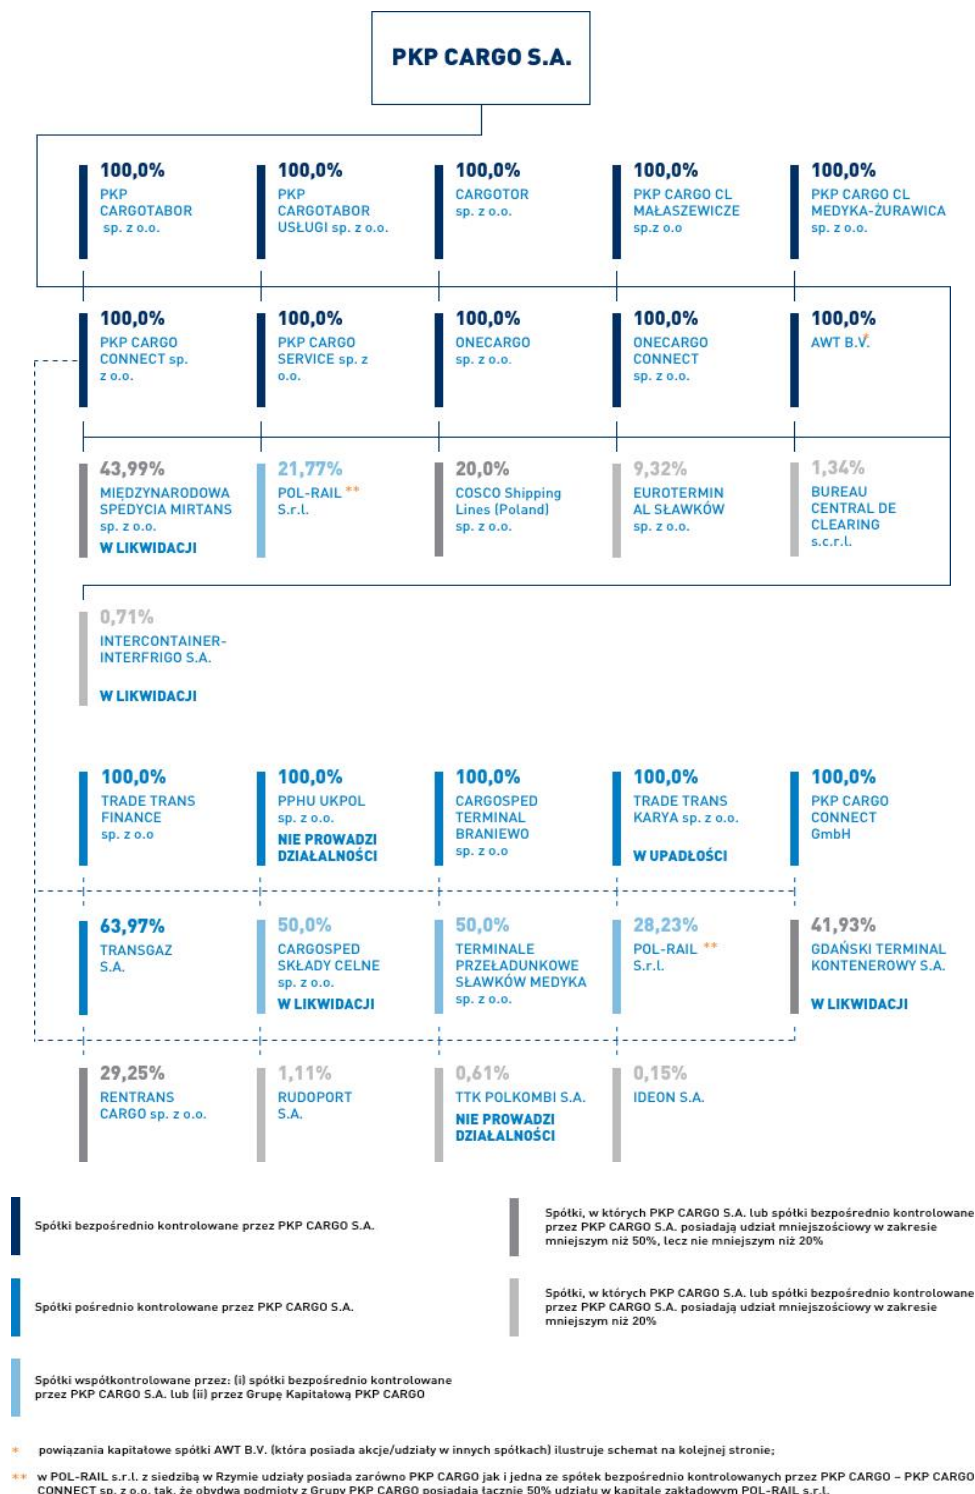 PKP CARGO S.A.
100,0%
PKP
CARGOTABOR
sp. z o.o.
100,0%
PKP
CARGOTABOR
USŁUGI sp. z o.o.
100,0%
CARGOTOR
sp. z o.o.
100,0%
PKP CARGO CL
MAŁASZEWICZE
sp.z o.o
100,0%
PKP CARGO CL
MEDYKA-ŻURAWICA
sp. z o.o.
100,0%
PKP CARGO
CONNECT sp.
z o.o.
100,0%
PKP CARGO
SERVICE sp. z
o.o.
100,0%
ONECARGO
sp. z o.o.
100,0%
ONECARGO
CONNECT
sp. z o.o.
100,0%
AWT B.V.*
43,99%
MIĘDZYNARODOWA
SPEDYCIA MIRTANS
sp. z o.o.
W LIKWIDACJI
21,77%
POL-RAIL **
S.r.l.
20,0%
COSCO Shipping
Lines (Poland)
sp. z o.o.
9,32%
EUROTERMIN
AL SŁAWKÓW
sp. z o.o.
1,34%
BUREAU
CENTRAL DE
CLEARING
s.c.r.l.
0,71%
INTERCONTAINER-
INTERFRIGO S.A.
W LIKWIDACJI
100,0%
TRADE TRANS
FINANCE
sp. z o.o
100,0%
PPHU UKPOL
sp. z o.o.
NIE PROWADZI
DZIAŁALNOŚCI
100,0%
CARGOSPED
TERMINAL
BRANIEWO
sp. z o.o
100,0%
TRADE TRANS
KARYA sp. z o.o.
W UPADŁOŚCI
100,0%
PKP CARGO
CONNECT
GmbH
63,97%
TRANSGAZ
S.A.
50,0%
CARGOSPED
SKŁADY CELNE
sp. z o.o.
W LIKWIDACJI
50,0%
TERMINALE
PRZEŁADUNKOWE
SŁAWKÓW MEDYKA
sp. z o.o.
28,23%
POL-RAIL **
S.r.l.
41,93%
GDAŃSKI TERMINAL
KONTENEROWY S.A.
W LIKWIDACJI
29,25%
RENTRANS
CARGO sp. z o.o.
1,11%
RUDOPORT
S.A.
0,61%
TTK POLKOMBI S.A.
NIE PROWADZI
DZIAŁALNOŚCI
0,15%
IDEON S.A.
Spółki bezpośrednio kontrolowane przez PKP CARGO S.A.
Spółki, w których PKP CARGO S.A. lub spółki bezpośrednio kontrolowane
przez PKP CARGO S.A. posiadają udział mniejszościowy w zakresie
mniejszym niż 50%, lecz nie mniejszym niż 20%
Spółki pośrednio kontrolowane przez PKP CARGO S.A.
Spółki, w których PKP CARGO S.A. lub spółki bezpośrednio kontrolowane
przez PKP CARGO S.A. posiadają udział mniejszościowy w zakresie
mniejszym niż 20%
Spółki współkontrolowane przez: (i) spółki bezpośrednio kontrolowane
przez PKP CARGO S.A. lub (ii) przez Grupę Kapitałową PKP CARGO
* powiązania kapitałowe spółki AWT B.V. (która posiada akcje/udziały w innych spółkach) ilustruje schemat na kolejnej stronie;
** w POL-RAIL s.r.l. z siedzibą w Rzymie udziały posiada zarówno PKP CARGO jak i jedna ze spółek bezpośrednio kontrolowanych przez PKP CARGO – PKP CARGO
CONNECT sp. z o.o. tak, że obydwa podmioty z Grupy PKP CARGO posiadają łącznie 50% udziału w kapitale zakładowym POL-RAIL s.r.l.